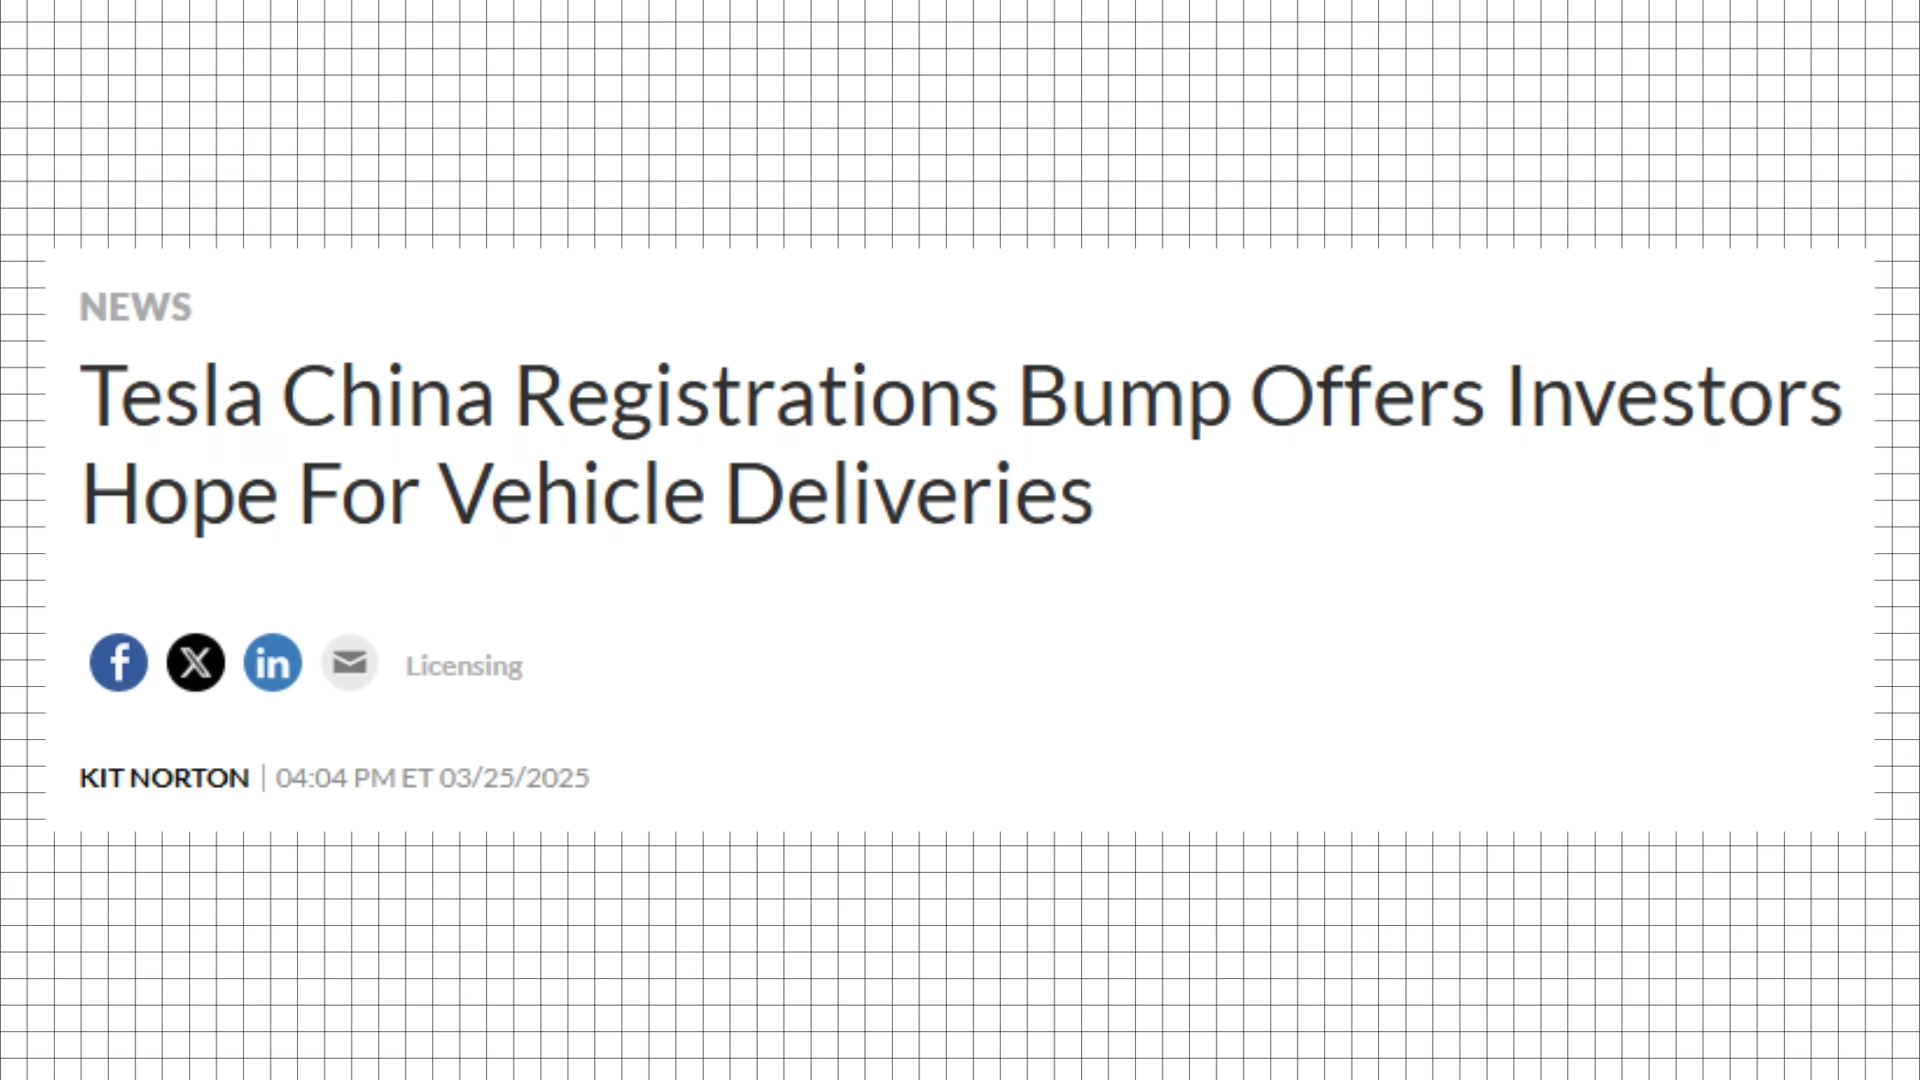 NEWS
Tesla China Registrations Bump Offers Investors
Hope For Vehicle Deliveries
f X in Licensing
KIT NORTON | 04:04 PM ET 03/25/2025